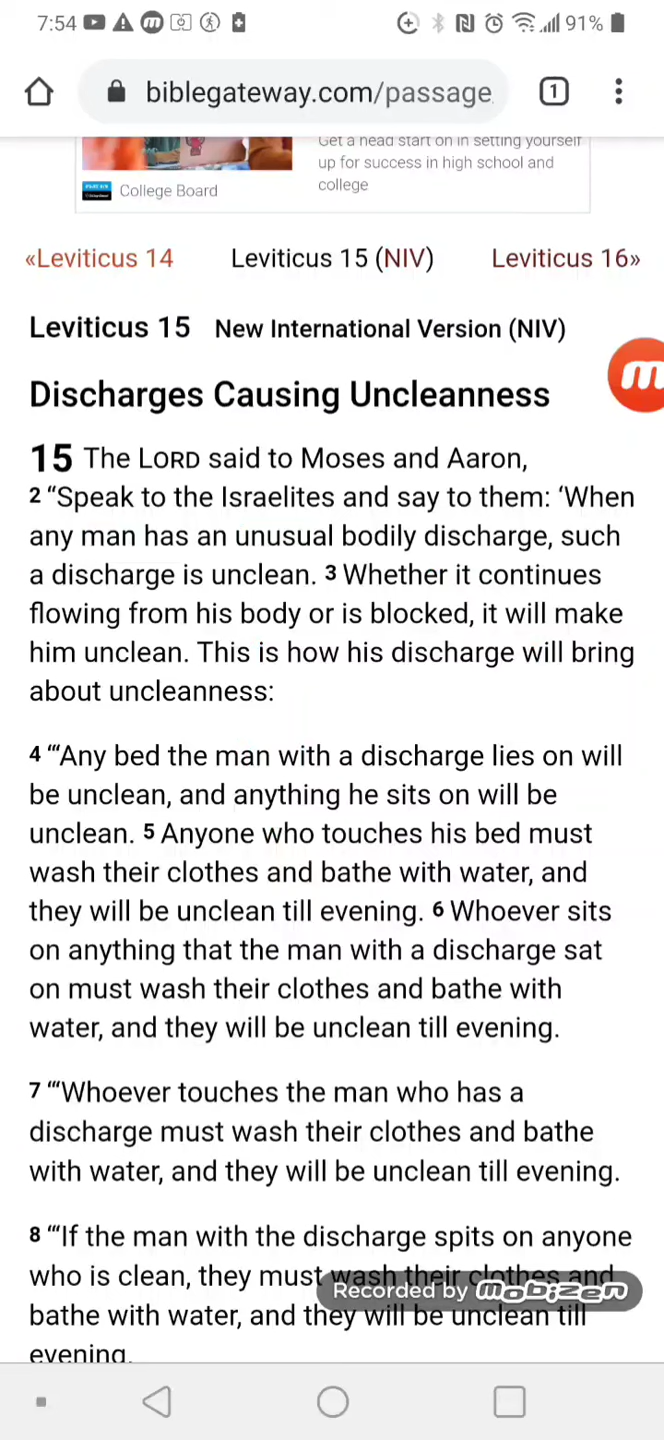 7:54
91%
biblegateway.com/passage
1
Get a head start on in setting yourself
up for success in high school and
college
College Board
«Leviticus 14 Leviticus 15 (NIV) Leviticus 16»
Leviticus 15 New International Version (NIV)
m
Discharges Causing Uncleanness
15 The LORD said to Moses and Aaron,
2 “Speak to the Israelites and say to them: ‘When
any man has an unusual bodily discharge, such
a discharge is unclean. 3 Whether it continues
flowing from his body or is blocked, it will make
him unclean. This is how his discharge will bring
about uncleanness:
4 “‘Any bed the man with a discharge lies on will
be unclean, and anything he sits on will be
unclean. 5 Anyone who touches his bed must
wash their clothes and bathe with water, and
they will be unclean till evening. 6 Whoever sits
on anything that the man with a discharge sat
on must wash their clothes and bathe with
water, and they will be unclean till evening.
7 “‘Whoever touches the man who has a
discharge must wash their clothes and bathe
with water, and they will be unclean till evening.
8 “‘If the man with the discharge spits on anyone
who is clean, they must wash their clothes and
Recorded by mobizen
bathe with water, and they will be unclean till
evening.